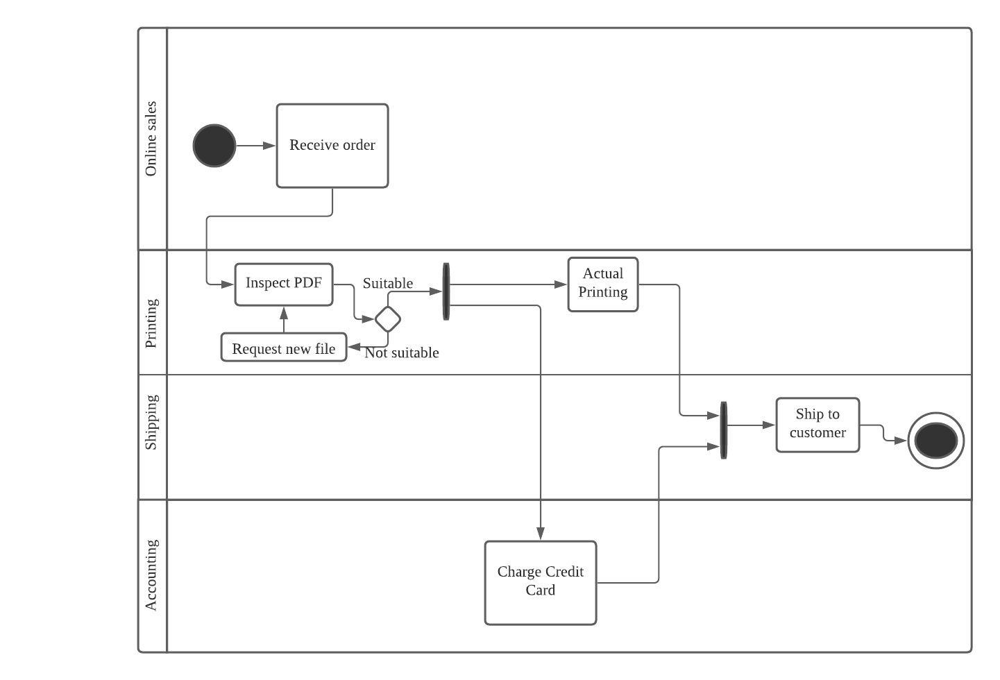 Online sales
Receive order
Printing
Inspect PDF
Suitable
Actual
Printing
Request new file
Not suitable
Shipping
Ship to
customer
Accounting
Charge Credit
Card